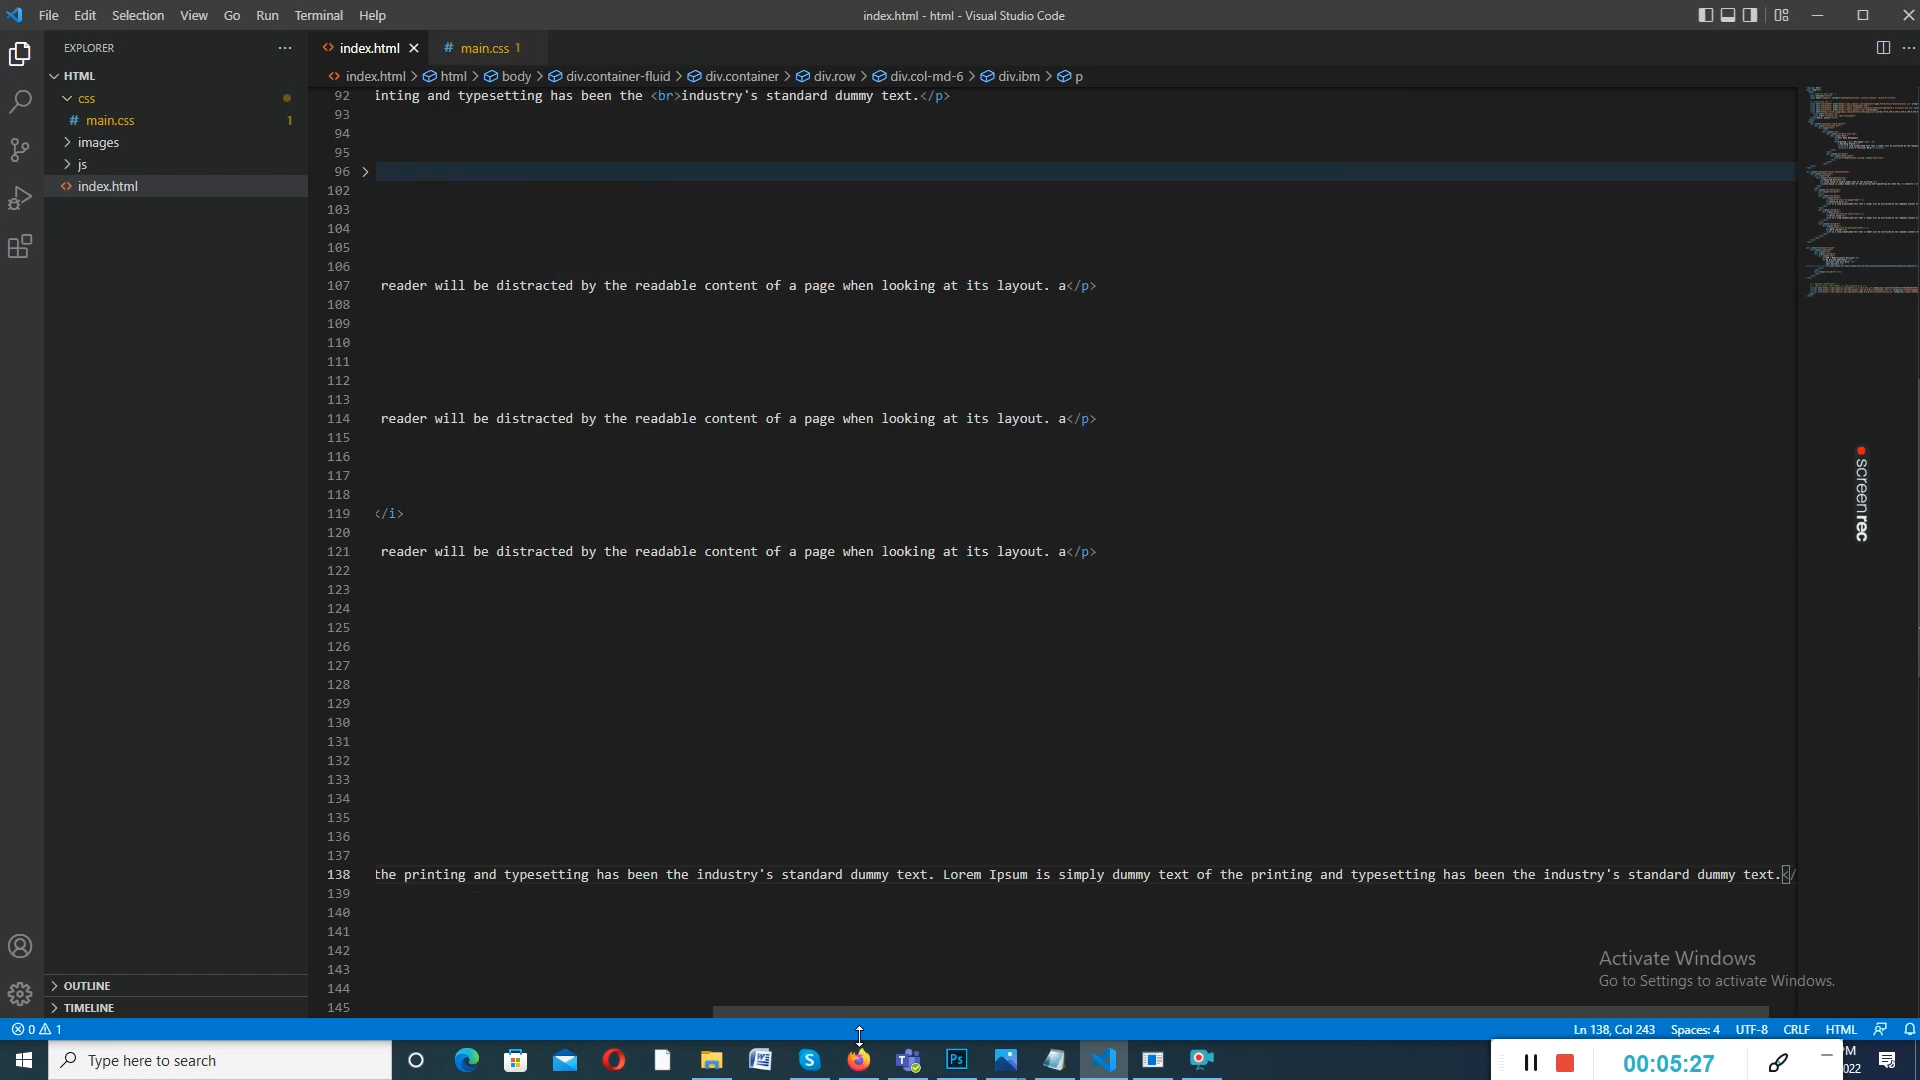 File Edit Selection View Go Run Terminal Help
index.html - html - Visual Studio Code
EXPLORER
HTML
css
main.css 1
images
js
index.html
OUTLINE
TIMELINE
index.html
main.css 1
index.html > html > body > div.container-fluid > div.container > div.row > div.col-md-6 > div.ibm > p
92 inting and typesetting has been the <br>industry's standard dummy text.</p>
93
94
95
96
102
103
104
105
106
107 reader will be distracted by the readable content of a page when looking at its layout. a</p>
108
109
110
111
112
113
114 reader will be distracted by the readable content of a page when looking at its layout. a</p>
115
116
117
118
119 </i>
120
121 reader will be distracted by the readable content of a page when looking at its layout. a</p>
122
123
124
125
126
127
128
129
130
131
132
133
134
135
136
137
138 the printing and typesetting has been the industry's standard dummy text. Lorem Ipsum is simply dummy text of the printing and typesetting has been the industry's standard dummy text.</
139
140
141
142
143
144
145
screenrec
Activate Windows
Go to Settings to activate Windows.
0 1
Ln 138, Col 243 Spaces: 4 UTF-8 CRLF HTML
Type here to search
00:05:27
PM
022